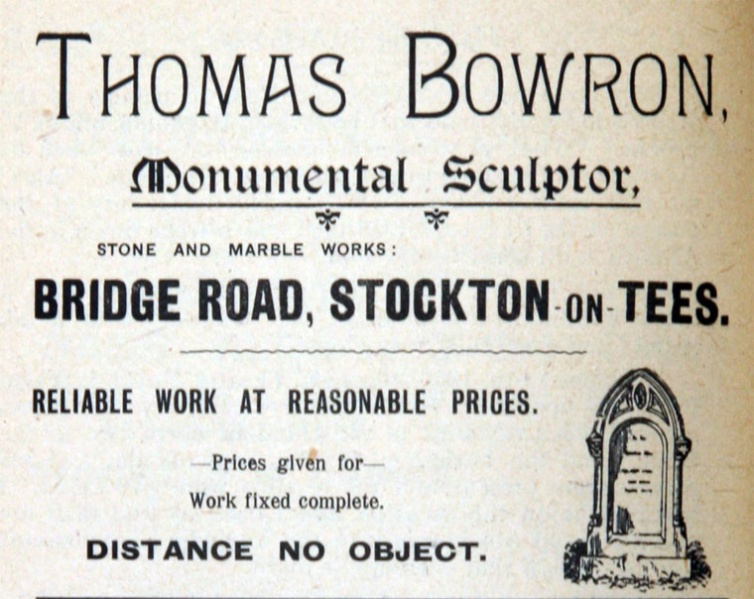 THOMAS BOWRON,
Monumental Sculptor,
STONE AND MARBLE WORKS:
BRIDGE ROAD, STOCKTON-ON-TEES.
RELIABLE WORK AT REASONABLE PRICES.
—Prices given for—
Work fixed complete.
DISTANCE NO OBJECT.